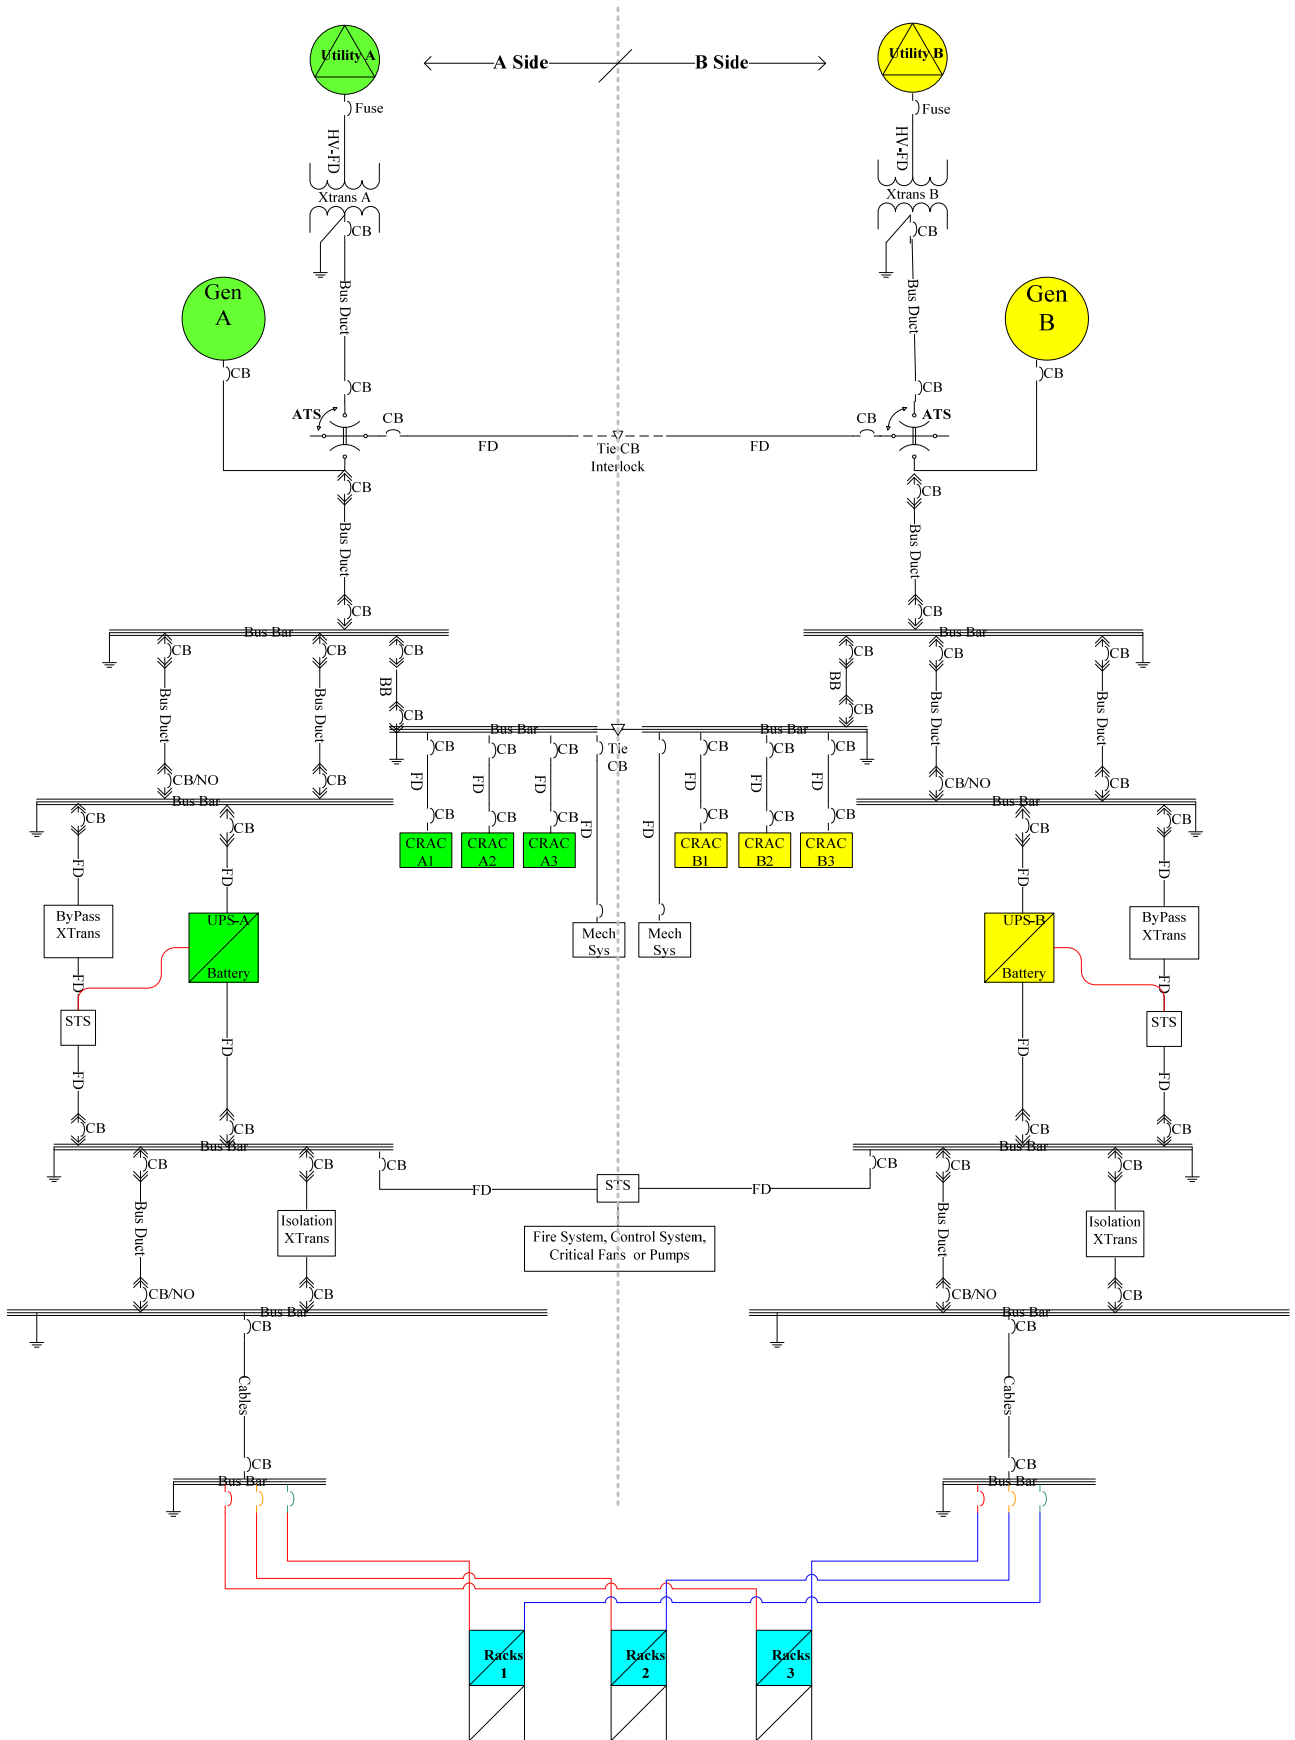 Utility A
A Side
B Side
Utility B
Fuse
Fuse
HV-FD
HV-FD
Xtrans A
Xtrans B
CB
CB
Bus Duct
Bus Duct
Gen
A
Gen
B
CB
CB
CB
CB
ATS
CB
CB
ATS
FD
FD
Tie CB
Interlock
CB
CB
Bus Duct
Bus Duct
CB
CB
Bus Bar
Bus Bar
CB
CB
CB
CB
CB
CB
Bus Duct
Bus Duct
BB
BB
Bus Duct
Bus Duct
CB
CB
Bus Bar
Bus Bar
CB
CB
CB
Tie
CB
CB
CB
CB
FD
FD
FD
FD
FD
FD
CB/NO
CB
CB/NO
CB
Bus Bar
Bus Bar
CB
CB
CB
CB
CB
CB
CB
CB
CB
CB
FD
FD
CRAC
A1
CRAC
A2
CRAC
A3
CRAC
B1
CRAC
B2
CRAC
B3
FD
FD
FD
FD
ByPass
XTrans
UPS-A
Battery
Mech
Sys
Mech
Sys
UPS-B
Battery
ByPass
XTrans
FD
FD
STS
STS
FD
FD
FD
FD
CB
CB
CB
CB
Bus Bar
Bus Bar
CB
CB
CB
CB
CB
CB
FD
STS
FD
Bus Duct
Isolation
XTrans
Fire System, Control System,
Critical Fans or Pumps
Bus Duct
Isolation
XTrans
CB/NO
CB
CB/NO
CB
Bus Bar
Bus Bar
CB
CB
Cables
Cables
CB
CB
Bus Bar
Bus Bar
Racks
1
Racks
2
Racks
3